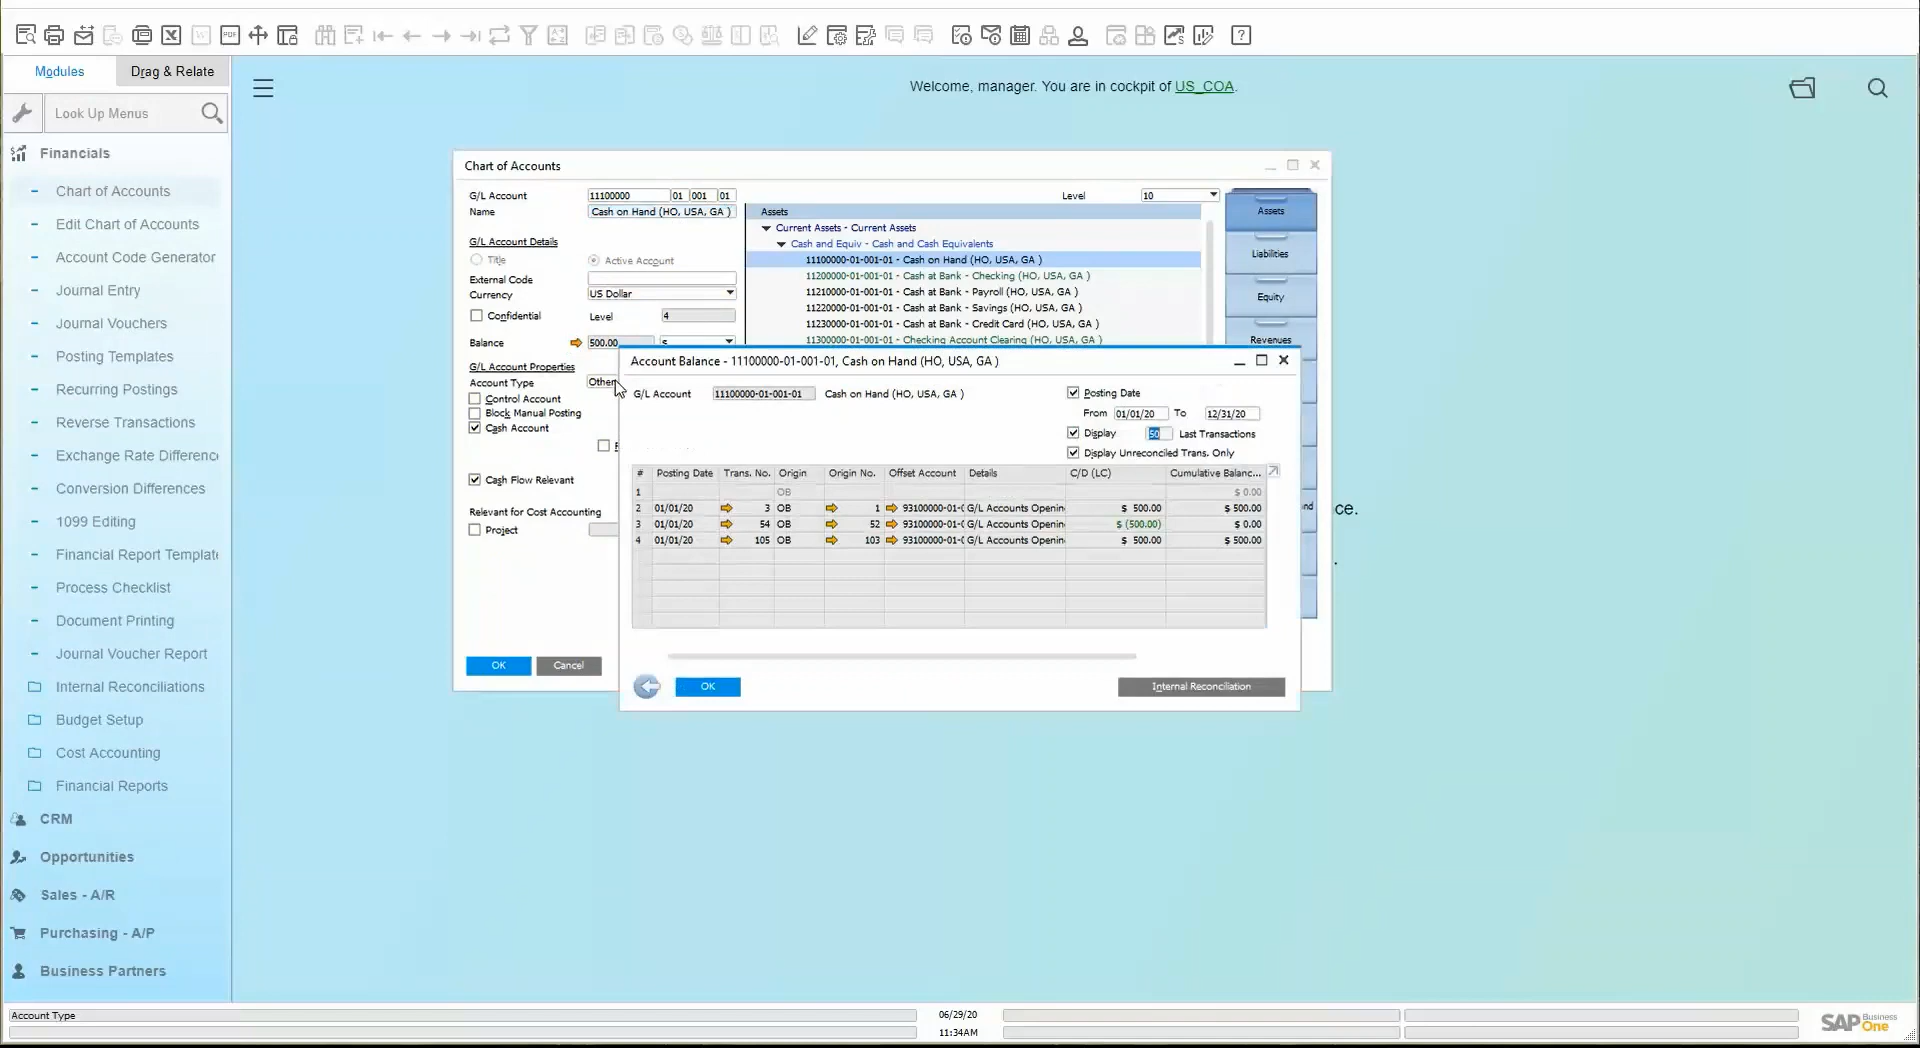 Modules
Drag & Relate
Look Up Menus
Financials
Chart of Accounts
Edit Chart of Accounts
Account Code Generator
Journal Entry
Journal Vouchers
Posting Templates
Recurring Postings
Reverse Transactions
Exchange Rate Difference
Conversion Differences
1099 Editing
Financial Report Template
Process Checklist
Document Printing
Journal Voucher Report
Internal Reconciliations
Budget Setup
Cost Accounting
Financial Reports
CRM
Opportunities
Sales - A/R
Purchasing - A/P
Business Partners
Welcome, manager. You are in cockpit of US_COA.
Chart of Accounts
G/L Account 11100000 01 001 01
Name Cash on Hand (HO, USA, GA )
G/L Account Details
Title Active Account
External Code
Currency US Dollar
Confidential Level 4
Balance 500.00
G/L Account Properties
Account Type Other
Control Account
Block Manual Posting
Cash Account
Cash Flow Relevant
Relevant for Cost Accounting
Project
OK Cancel
Level 10
Assets
Current Assets - Current Assets
Cash and Equiv - Cash and Cash Equivalents
11100000-01-001-01 - Cash on Hand (HO, USA, GA )
11200000-01-001-01 - Cash at Bank - Checking (HO, USA, GA )
11210000-01-001-01 - Cash at Bank - Payroll (HO, USA, GA )
11220000-01-001-01 - Cash at Bank - Savings (HO, USA, GA )
11230000-01-001-01 - Cash at Bank - Credit Card (HO, USA, GA )
11300000-01-001-01 - Checking Account Clearing (HO, USA, GA )
Assets
Liabilities
Equity
Revenues
nd
ce.
Account Balance - 11100000-01-001-01, Cash on Hand (HO, USA, GA )
G/L Account 11100000-01-001-01 Cash on Hand (HO, USA, GA )
Posting Date
From 01/01/20 To 12/31/20
Display 50 Last Transactions
Display Unreconciled Trans. Only
# Posting Date Trans. No. Origin Origin No. Offset Account Details C/D (LC) Cumulative Balanc...
1 OB $ 0.00
2 01/01/20 3 OB 1 93100000-01-( G/L Accounts Openin $ 500.00 $ 500.00
3 01/01/20 54 OB 52 93100000-01-( G/L Accounts Openin $ (500.00) $ 0.00
4 01/01/20 105 OB 103 93100000-01-( G/L Accounts Openin $ 500.00 $ 500.00
OK Internal Reconciliation
Account Type
06/29/20
11:34AM
SAP Business One